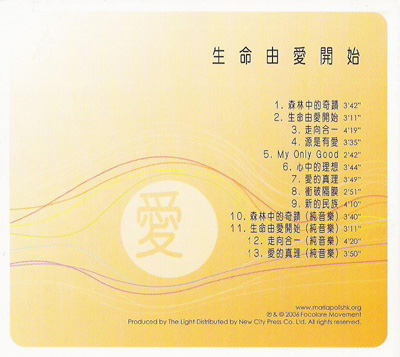 生命由愛開始
1. 森林中的奇蹟 3'42"
2. 生命由愛開始 3'11"
3. 走向合一 4'19"
4. 源是有愛 3'35"
5. My Only Good 2'42"
6. 心中的理想 3'44"
7. 愛的真理 3'49"
8. 衝破隔膜 2'51"
9. 新的民族 4'10"
10. 森林中的奇蹟（純音樂） 3'40"
11. 生命由愛開始（純音樂） 3'11"
12. 走向合一（純音樂） 4'20"
13. 愛的真理（純音樂） 3'50"
愛
www.mariapolishk.org
℗ & © 2006 Focolare Movement
Produced by The Light Distributed by New City Press Co. Ltd. All rights reserved.